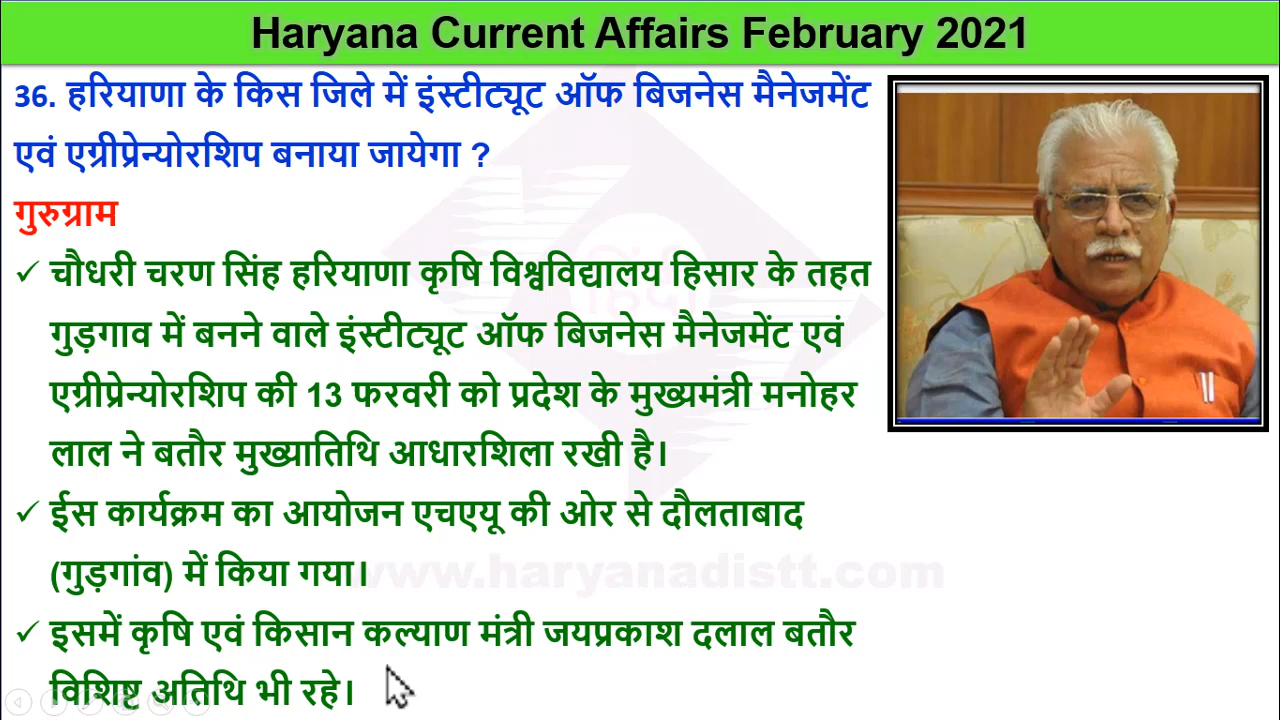 Haryana Current Affairs February 2021
36. हरियाणा के किस जिले में इंस्टीट्यूट ऑफ बिजनेस मैनेजमेंट
एवं एग्रीप्रेन्योरशिप बनाया जायेगा ?
गुरुग्राम
✓ चौधरी चरण सिंह हरियाणा कृषि विश्वविद्यालय हिसार के तहत
गुड़गाव में बनने वाले इंस्टीट्यूट ऑफ बिजनेस मैनेजमेंट एवं
एग्रीप्रेन्योरशिप की 13 फरवरी को प्रदेश के मुख्यमंत्री मनोहर
लाल ने बतौर मुख्यातिथि आधारशिला रखी है।
✓ ईस कार्यक्रम का आयोजन एचएयू की ओर से दौलताबाद
(गुड़गांव) में किया गया।
✓ इसमें कृषि एवं किसान कल्याण मंत्री जयप्रकाश दलाल बतौर
विशिष्ट अतिथि भी रहे।
हिंदी
www.haryanadistt.com